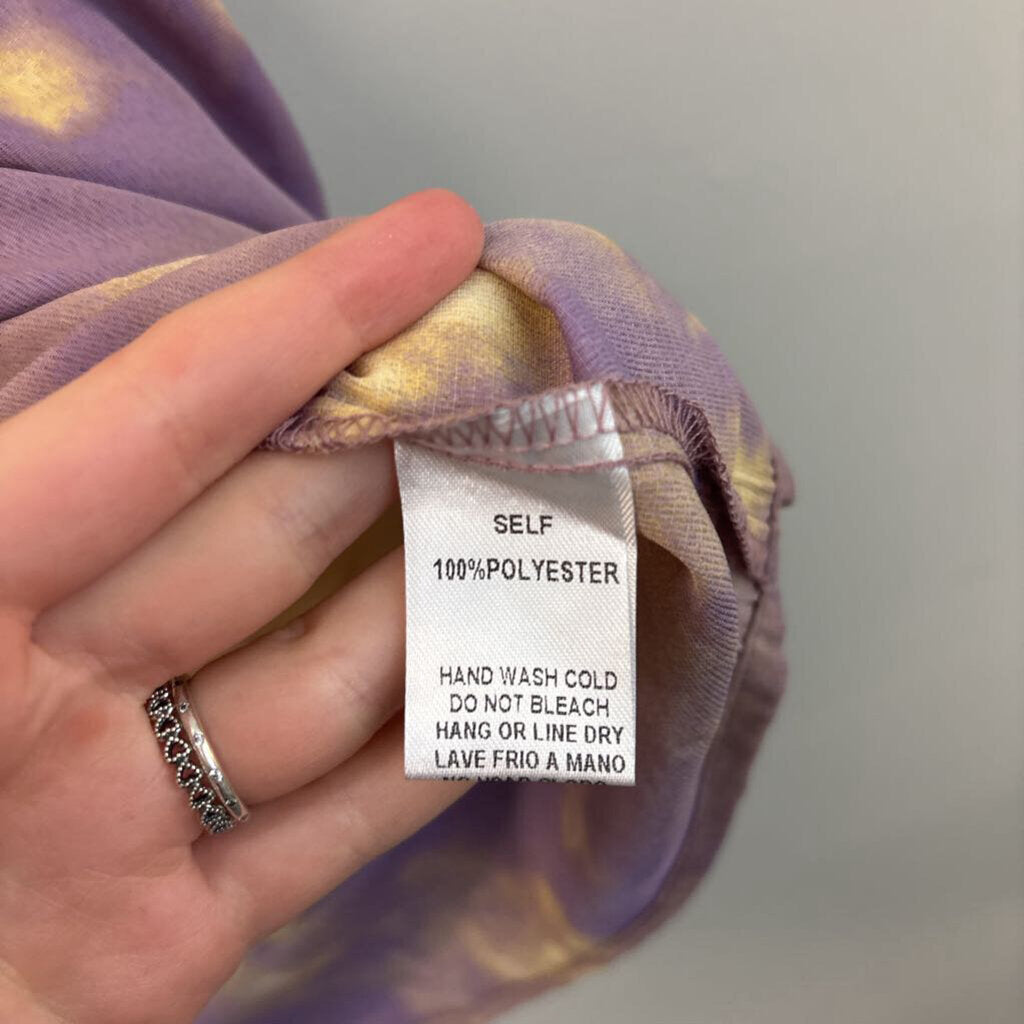 SELF
100%POLYESTER
HAND WASH COLD
DO NOT BLEACH
HANG OR LINE DRY
LAVE FRIO A MANO